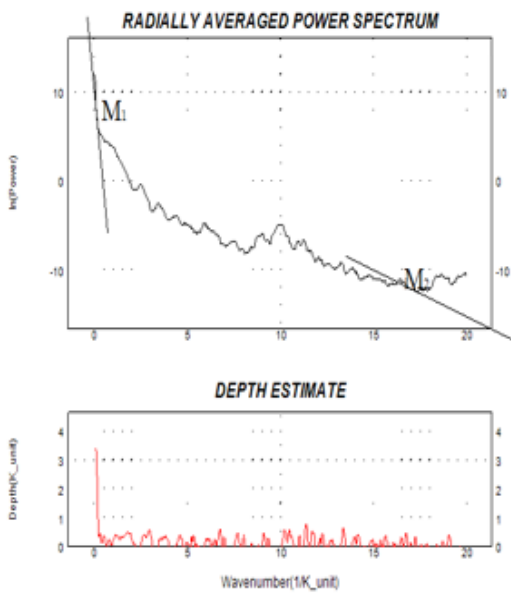 RADIALLY AVERAGED POWER SPECTRUM
M1
10 10
ln(Power)
0 0
-10 M2 -10
0 5 10 15 20
DEPTH ESTIMATE
4 4
Depth(K_unit)
3 3
2 2
1 1
0 0
0 5 10 15 20
Wavenumber(1/K_unit)